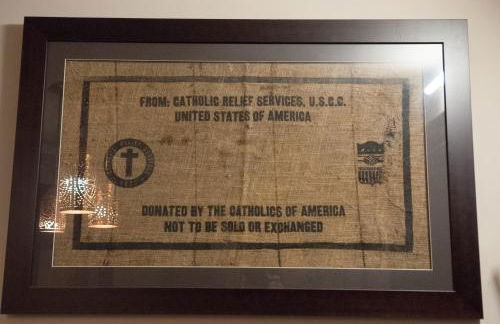 FROM: CATHOLIC RELIEF SERVICES, U.S.C.C.
UNITED STATES OF AMERICA
DONATED BY THE CATHOLICS OF AMERICA
NOT TO BE SOLD OR EXCHANGED